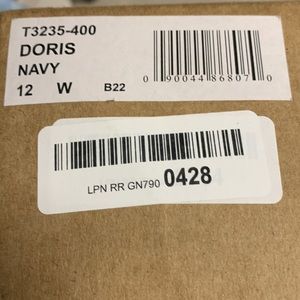 T3235-400
DORIS
NAVY
12 W B22
0 90044 86807 0
LPN RR GN790 0428